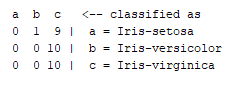 a b c <-- classified as
0 1 9 | a = Iris-setosa
0 0 10 | b = Iris-versicolor
0 0 10 | c = Iris-virginica